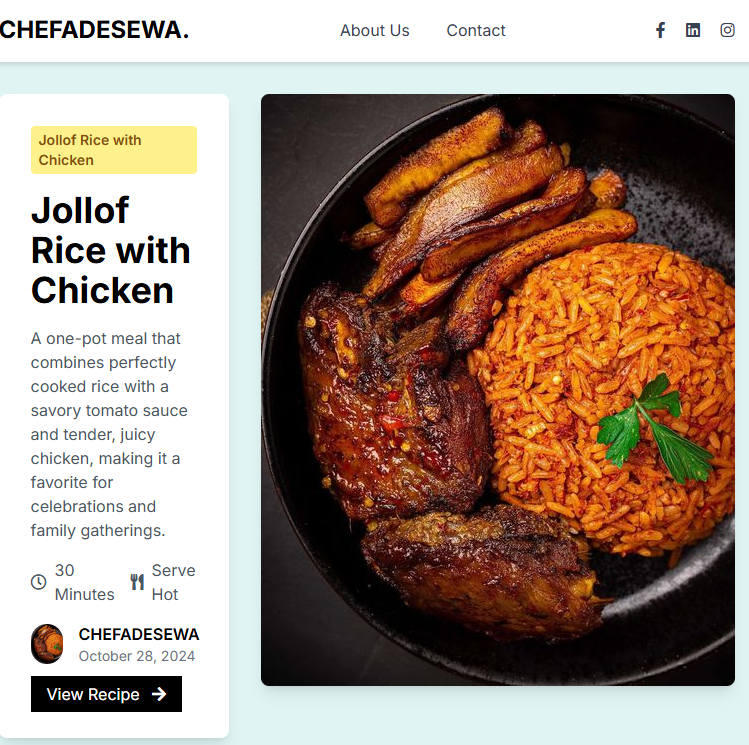 CHEFADESEWA.
About Us
Contact
Jollof Rice with
Chicken
Jollof
Rice with
Chicken
A one-pot meal that
combines perfectly
cooked rice with a
savory tomato sauce
and tender, juicy
chicken, making it a
favorite for
celebrations and
family gatherings.
30
Minutes
Serve
Hot
CHEFADESEWA
October 28, 2024
View Recipe